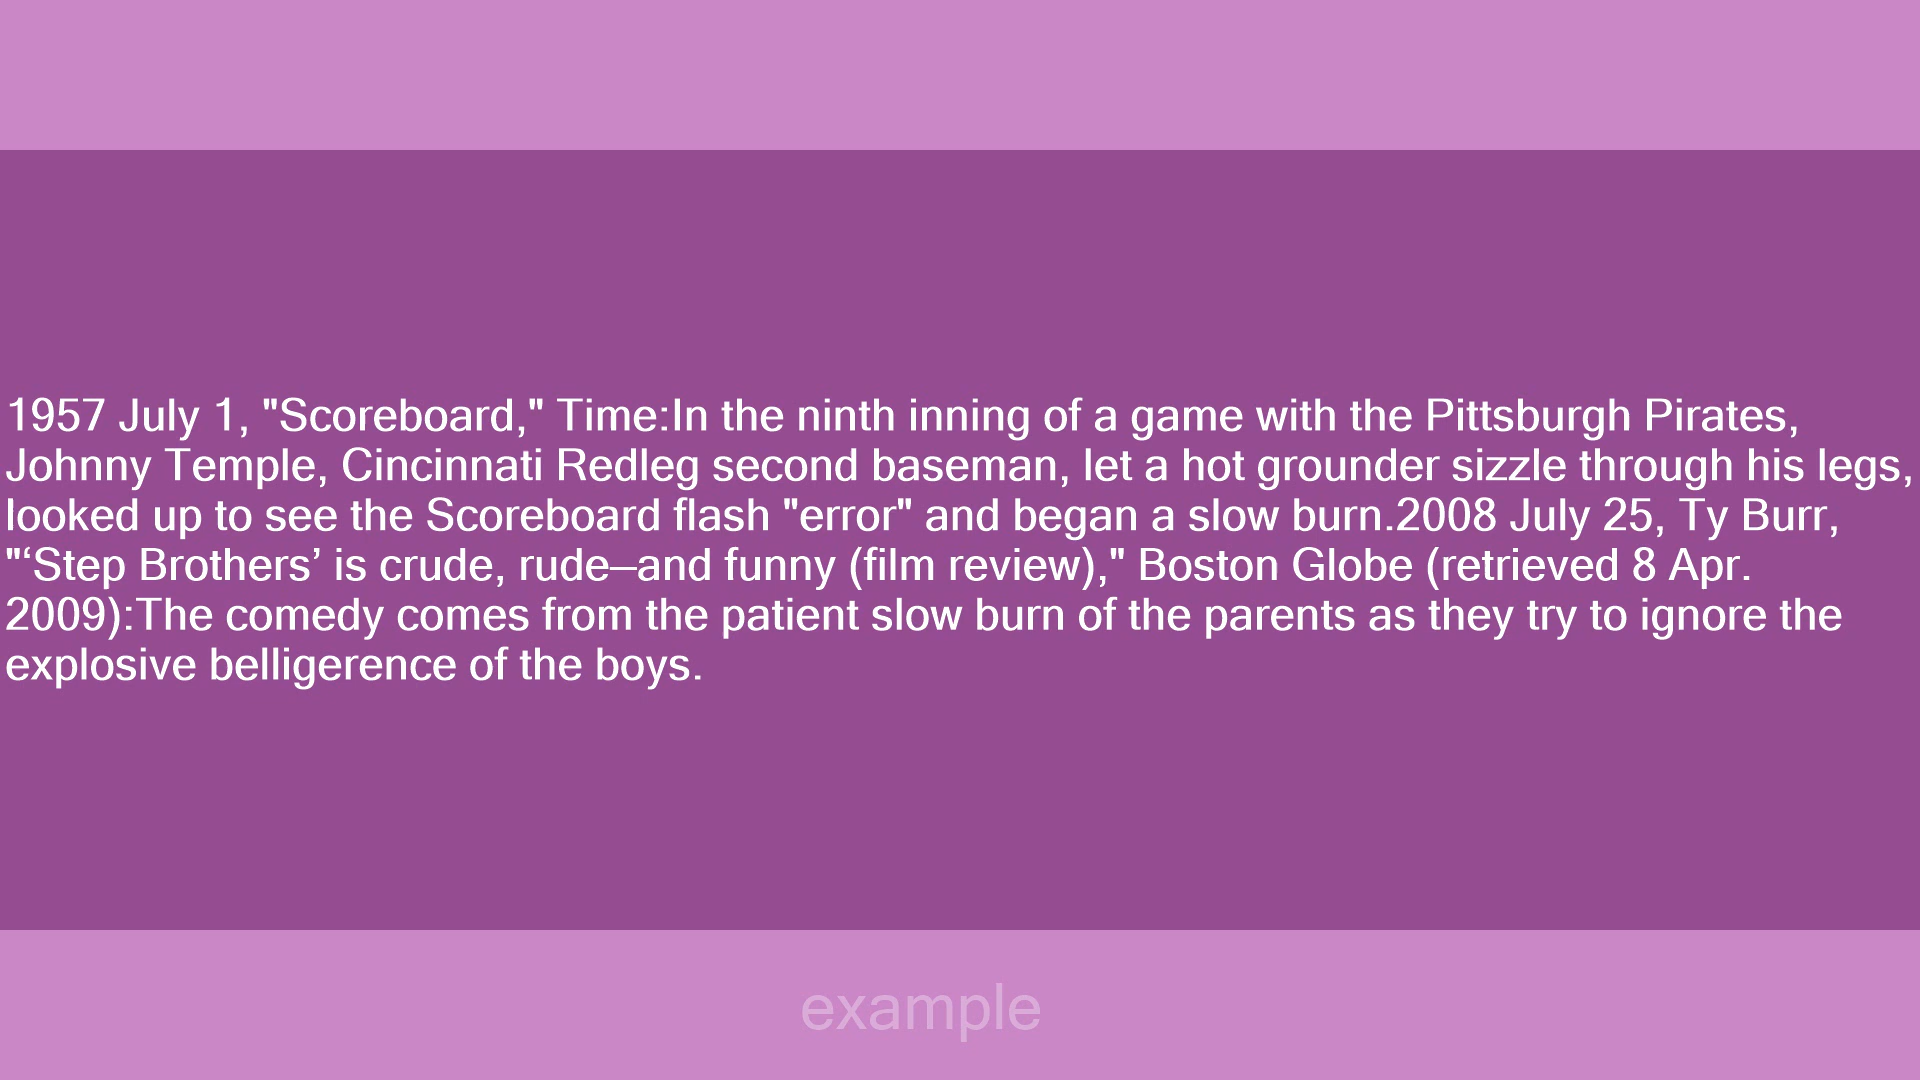 1957 July 1, "Scoreboard," Time:In the ninth inning of a game with the Pittsburgh Pirates,
Johnny Temple, Cincinnati Redleg second baseman, let a hot grounder sizzle through his legs,
looked up to see the Scoreboard flash "error" and began a slow burn.2008 July 25, Ty Burr,
"‘Step Brothers’ is crude, rude—and funny (film review)," Boston Globe (retrieved 8 Apr.
2009):The comedy comes from the patient slow burn of the parents as they try to ignore the
explosive belligerence of the boys.
example